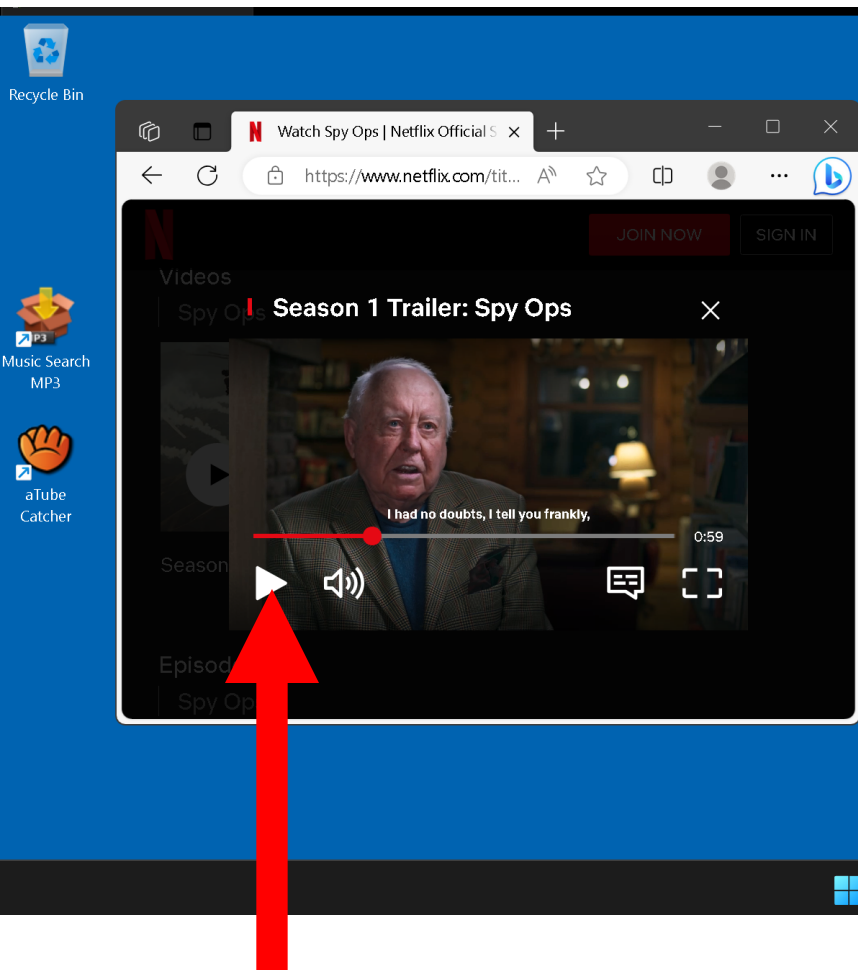 Recycle Bin
Watch Spy Ops | Netflix Official S
https://www.netflix.com/tit...
JOIN NOW
SIGN IN
Videos
Spy Ops
Season 1 Trailer: Spy Ops
P3
Music Search
MP3
I had no doubts, I tell you frankly,
aTube
Catcher
0:59
Season
Episod
Spy Op